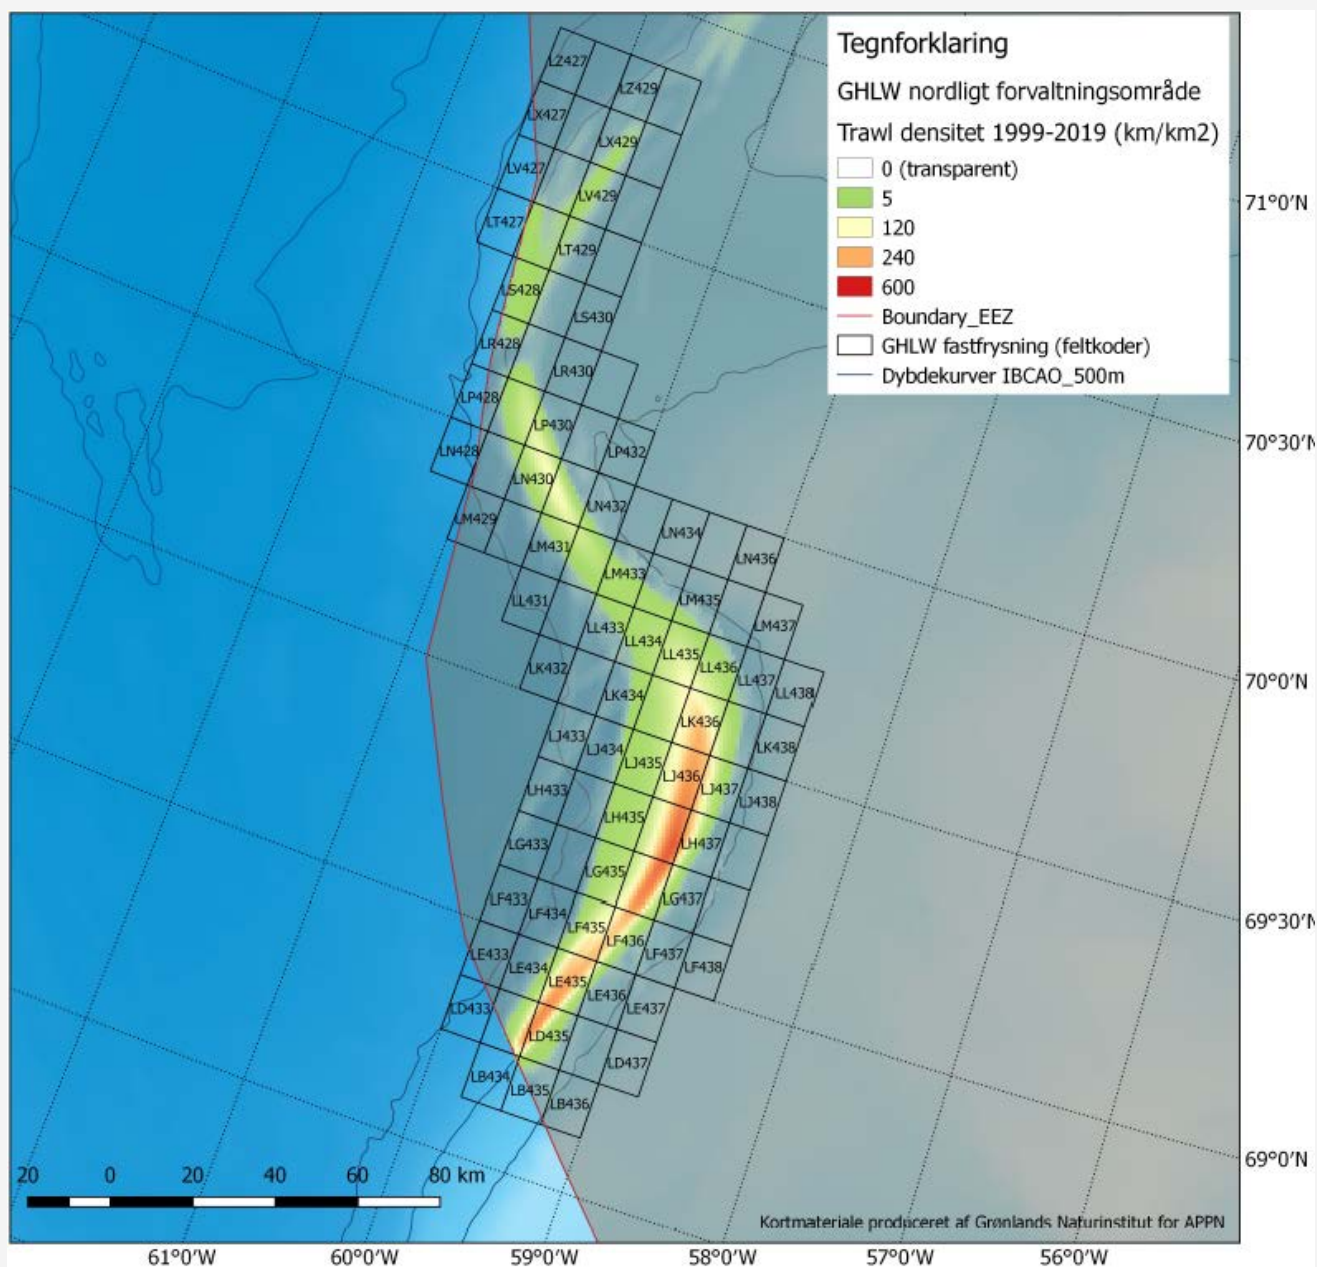 Tegnforklaring
GHLW nordligt forvaltningsområde
Trawl densitet 1999-2019 (km/km2)
0 (transparent)
5
120
240
600
Boundary_EEZ
GHLW fastfrysning (feltkoder)
Dybdekurver IBCAO_500m
LZ427
LZ429
LX427
LX429
LV427
LV429
LT427
LT429
LS428
LS430
LR428
LR430
LP428
LP430
LP432
LN428
LN430
LN432
LN434
LN436
LM429
LM431
LM433
LM435
LM437
LL431
LL433
LL434
LL435
LL436
LL437
LL438
LK432
LK434
LK436
LK438
LJ433
LJ434
LJ435
LJ436
LJ437
LJ438
LH433
LH435
LH437
LG433
LG435
LG437
LF433
LF434
LF435
LF436
LF437
LF438
LE433
LE434
LE435
LE436
LE437
LD433
LD435
LD437
LB434
LB435
LB436
71°0'N
70°30'N
70°0'N
69°30'N
69°0'N
20 0 20 40 60 80 km
Kortmateriale produceret af Grønlands Naturinstitut for APPN
61°0'W 60°0'W 59°0'W 58°0'W 57°0'W 56°0'W